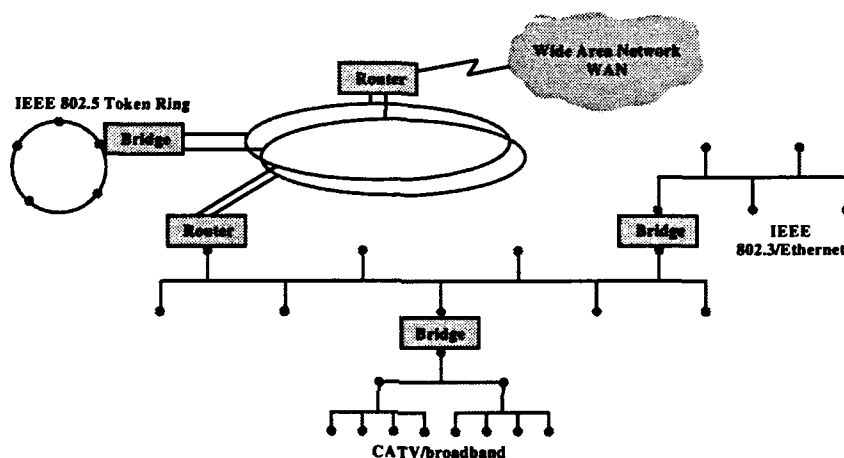 Wide Area Network
WAN
Router
IEEE 802.5 Token Ring
Bridge
Router
Bridge
IEEE
802.3/Ethernet
Bridge
CATV/broadband